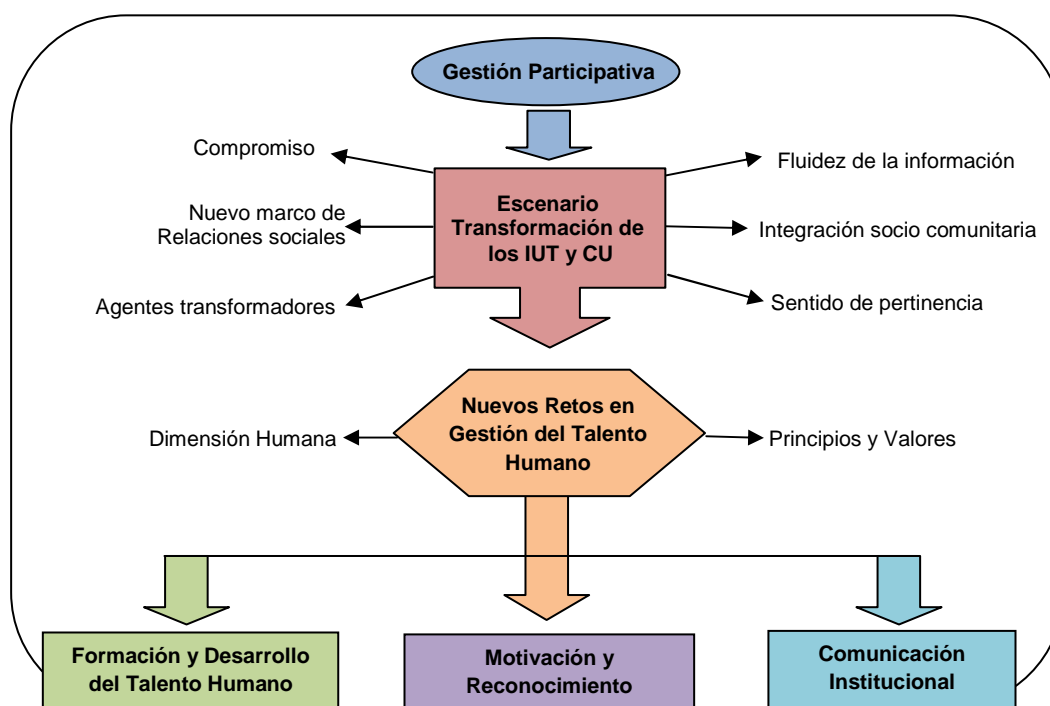 Gestión Participativa
Compromiso
Fluidez de la información
Escenario
Transformación de
los IUT y CU
Nuevo marco de
Relaciones sociales
Integración socio comunitaria
Agentes transformadores
Sentido de pertinencia
Nuevos Retos en
Gestión del Talento
Humano
Dimensión Humana
Principios y Valores
Formación y Desarrollo
del Talento Humano
Motivación y
Reconocimiento
Comunicación
Institucional